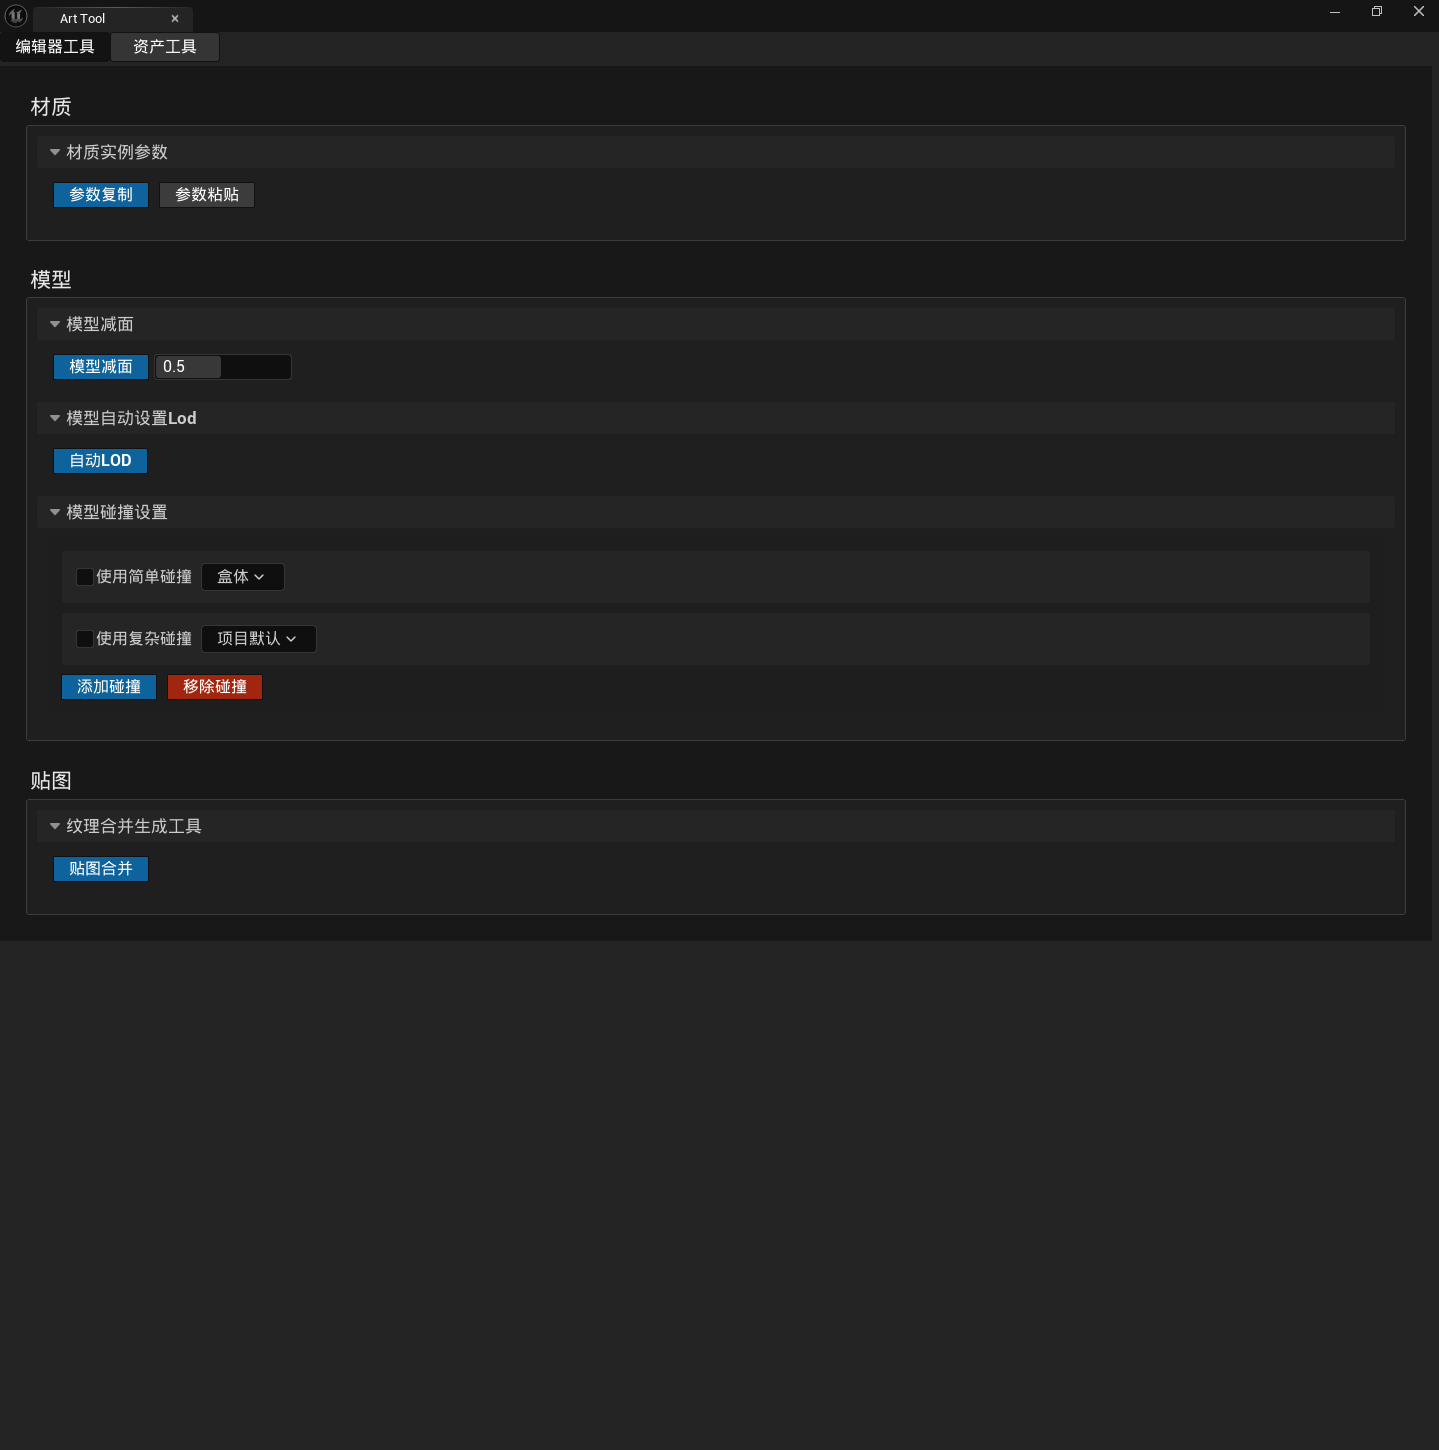 Art Tool
编辑器工具 资产工具
材质
材质实例参数
参数复制 参数粘贴
模型
模型减面
模型减面 0.5
模型自动设置Lod
自动LOD
模型碰撞设置
使用简单碰撞 盒体
使用复杂碰撞 项目默认
添加碰撞 移除碰撞
贴图
纹理合并生成工具
贴图合并